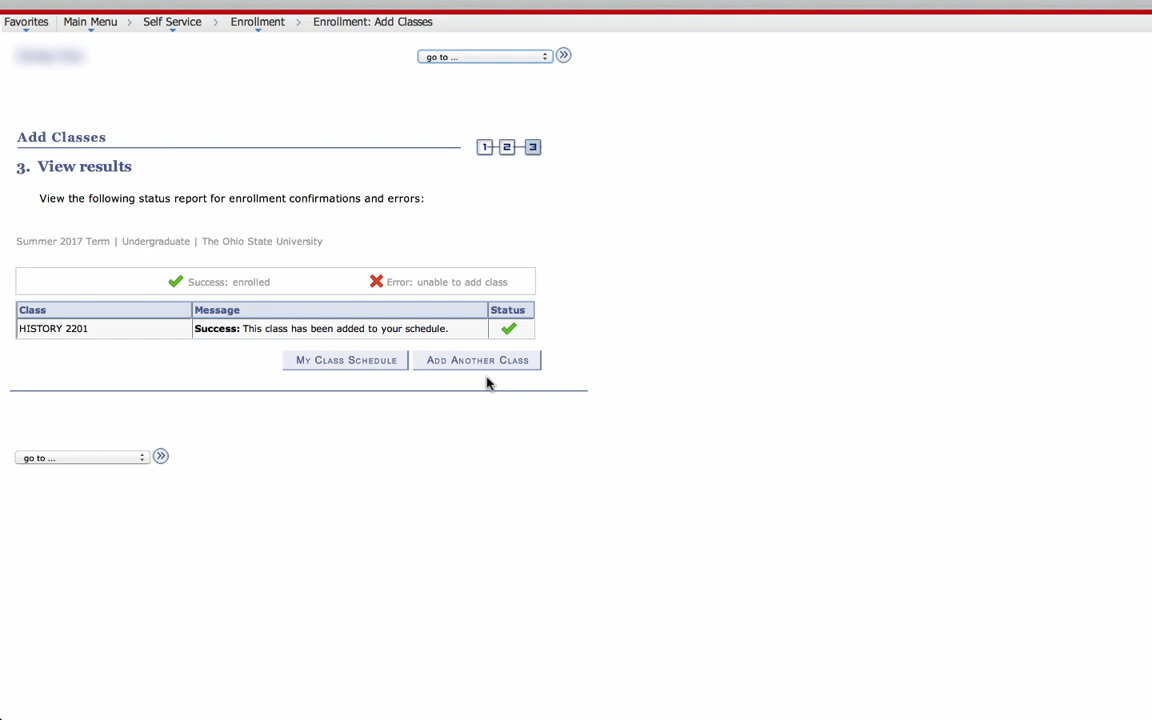 Favorites Main Menu > Self Service > Enrollment > Enrollment: Add Classes
go to ...
Add Classes
1 2 3
3. View results
View the following status report for enrollment confirmations and errors:
Summer 2017 Term | Undergraduate | The Ohio State University
Success: enrolled Error: unable to add class
Class Message Status
HISTORY 2201 Success: This class has been added to your schedule.
My Class Schedule Add Another Class
go to ...